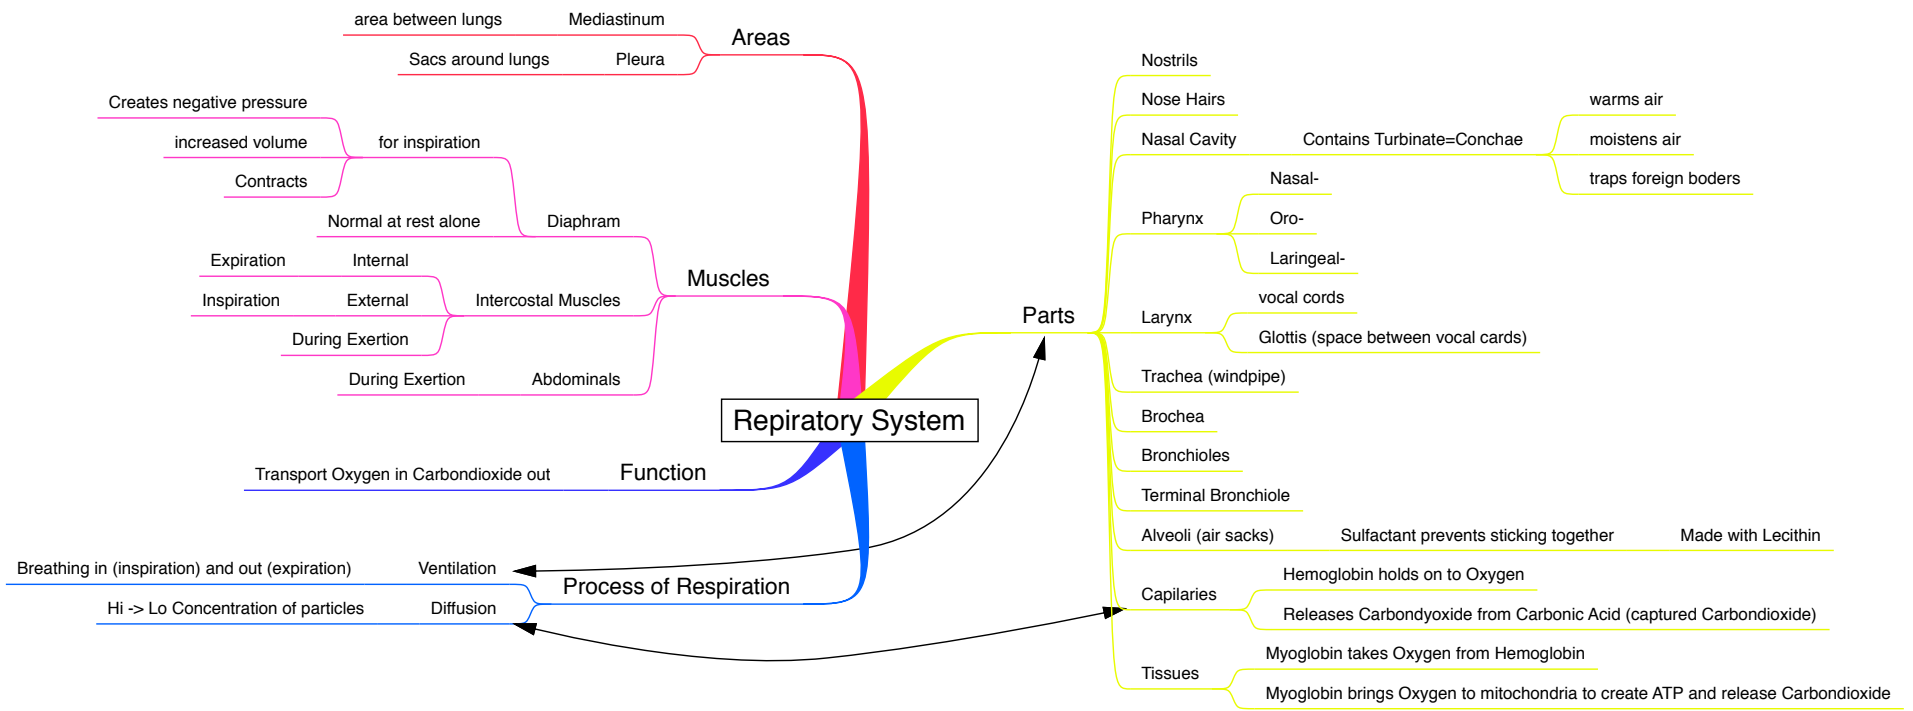 Repiratory System
Areas
Mediastinum
area between lungs
Pleura
Sacs around lungs
Muscles
Diaphram
for inspiration
Creates negative pressure
increased volume
Contracts
Normal at rest alone
Intercostal Muscles
Internal
Expiration
External
Inspiration
During Exertion
Abdominals
During Exertion
Function
Transport Oxygen in Carbondioxide out
Process of Respiration
Ventilation
Breathing in (inspiration) and out (expiration)
Diffusion
Hi -> Lo Concentration of particles
Parts
Nostrils
Nose Hairs
Nasal Cavity
Contains Turbinate=Conchae
warms air
moistens air
traps foreign boders
Pharynx
Nasal-
Oro-
Laringeal-
Larynx
vocal cords
Glottis (space between vocal cards)
Trachea (windpipe)
Brochea
Bronchioles
Terminal Bronchiole
Alveoli (air sacks)
Sulfactant prevents sticking together
Made with Lecithin
Capilaries
Hemoglobin holds on to Oxygen
Releases Carbondyoxide from Carbonic Acid (captured Carbondioxide)
Tissues
Myoglobin takes Oxygen from Hemoglobin
Myoglobin brings Oxygen to mitochondria to create ATP and release Carbondioxide